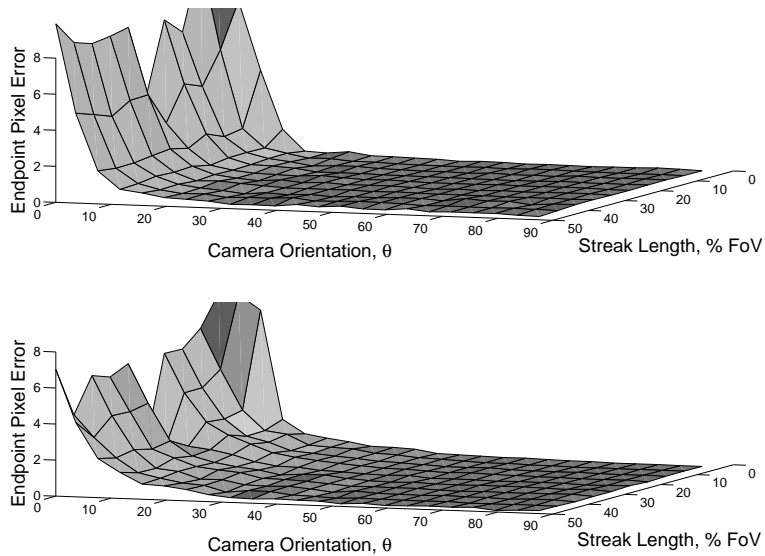 8
6
4
2
0
Endpoint Pixel Error
0 10 20 30 40 50 60 70 80 90
Camera Orientation, θ
50 40 30 20 10 0
Streak Length, % FoV
8
6
4
2
0
Endpoint Pixel Error
0 10 20 30 40 50 60 70 80 90
Camera Orientation, θ
50 40 30 20 10 0
Streak Length, % FoV